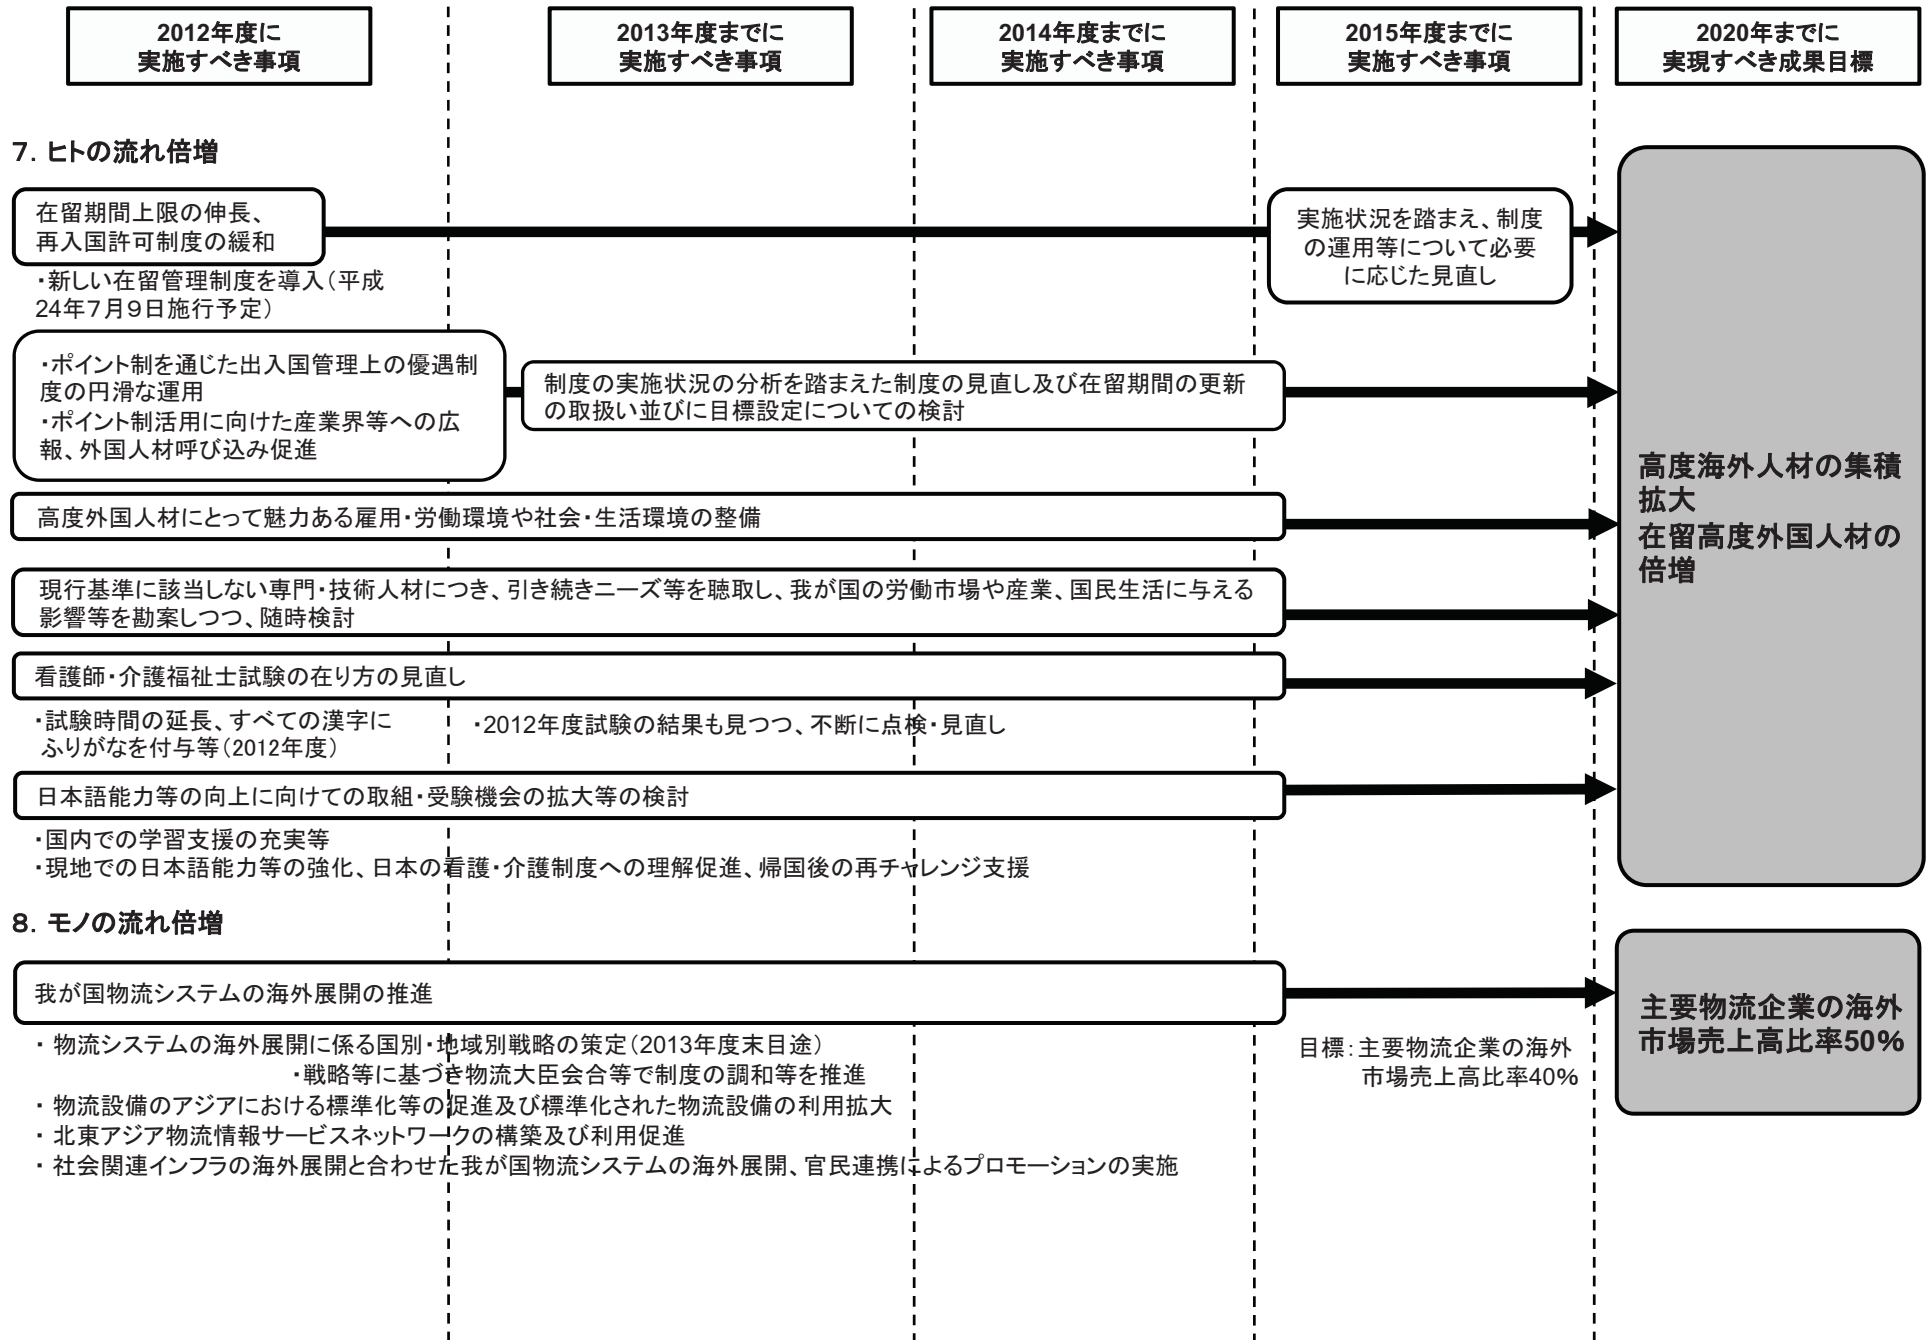 2012年度に
実施すべき事項
2013年度までに
実施すべき事項
2014年度までに
実施すべき事項
2015年度までに
実施すべき事項
2020年までに
実現すべき成果目標
7．ヒトの流れ倍増
在留期間上限の伸長、
再入国許可制度の緩和
・新しい在留管理制度を導入（平成
24年７月９日施行予定）
実施状況を踏まえ、制度
の運用等について必要
に応じた見直し
・ポイント制を通じた出入国管理上の優遇制
度の円滑な運用
・ポイント制活用に向けた産業界等への広
報、外国人材呼び込み促進
制度の実施状況の分析を踏まえた制度の見直し及び在留期間の更新
の取扱い並びに目標設定についての検討
高度外国人材にとって魅力ある雇用・労働環境や社会・生活環境の整備
現行基準に該当しない専門・技術人材につき、引き続きニーズ等を聴取し、我が国の労働市場や産業、国民生活に与える
影響等を勘案しつつ、随時検討
看護師・介護福祉士試験の在り方の見直し
・試験時間の延長、すべての漢字に
ふりがなを付与等（2012年度）
・2012年度試験の結果も見つつ、不断に点検・見直し
日本語能力等の向上に向けての取組・受験機会の拡大等の検討
・国内での学習支援の充実等
・現地での日本語能力等の強化、日本の看護・介護制度への理解促進、帰国後の再チャレンジ支援
高度海外人材の集積
拡大
在留高度外国人材の
倍増
８．モノの流れ倍増
我が国物流システムの海外展開の推進
・ 物流システムの海外展開に係る国別・地域別戦略の策定（2013年度末目途）
・戦略等に基づき物流大臣会合等で制度の調和等を推進
・ 物流設備のアジアにおける標準化等の促進及び標準化された物流設備の利用拡大
・ 北東アジア物流情報サービスネットワークの構築及び利用促進
・ 社会関連インフラの海外展開と合わせた我が国物流システムの海外展開、官民連携によるプロモーションの実施
目標：主要物流企業の海外
市場売上高比率40％
主要物流企業の海外
市場売上高比率50％